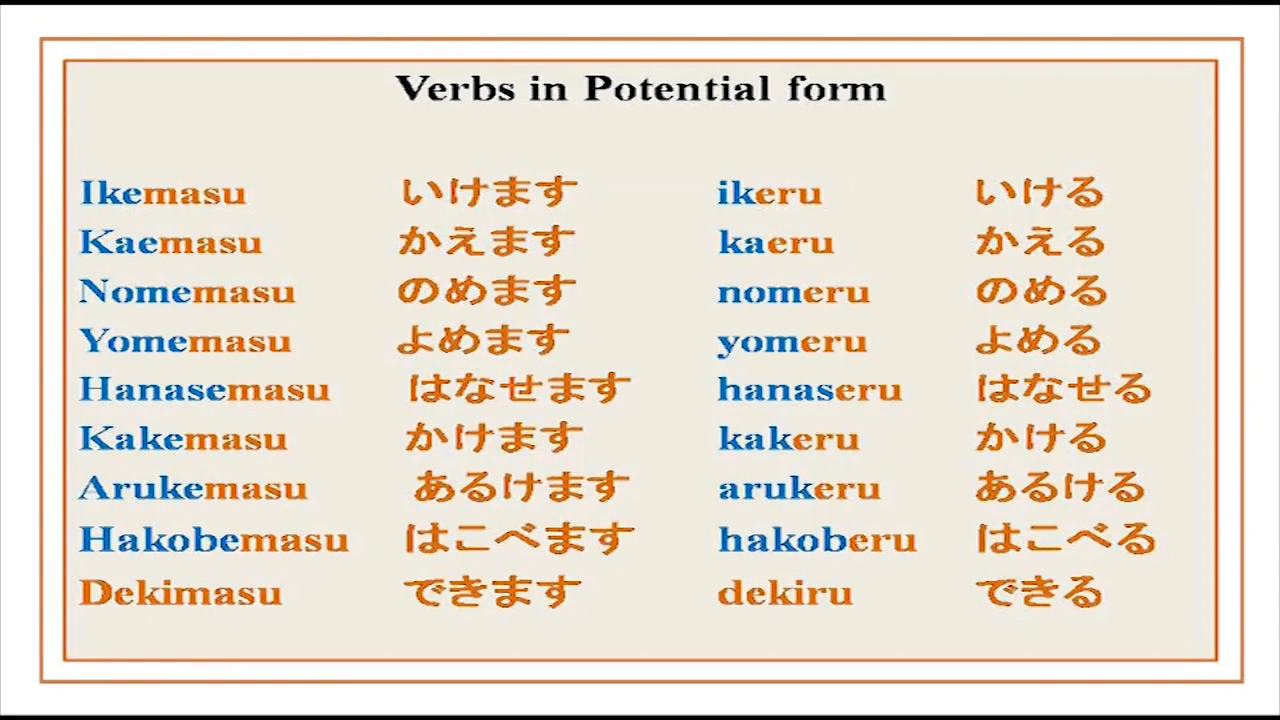 Verbs in Potential form
Ikemasu いけます ikeru いける
Kaemasu かえます kaeru かえる
Nomemasu のめます nomeru のめる
Yomemasu よめます yomeru よめる
Hanasemasu はなせます hanaseru はなせる
Kakemasu かけます kakeru かける
Arukemasu あるけます arukeru あるける
Hakobemasu はこべます hakoberu はこべる
Dekimasu できます dekiru できる